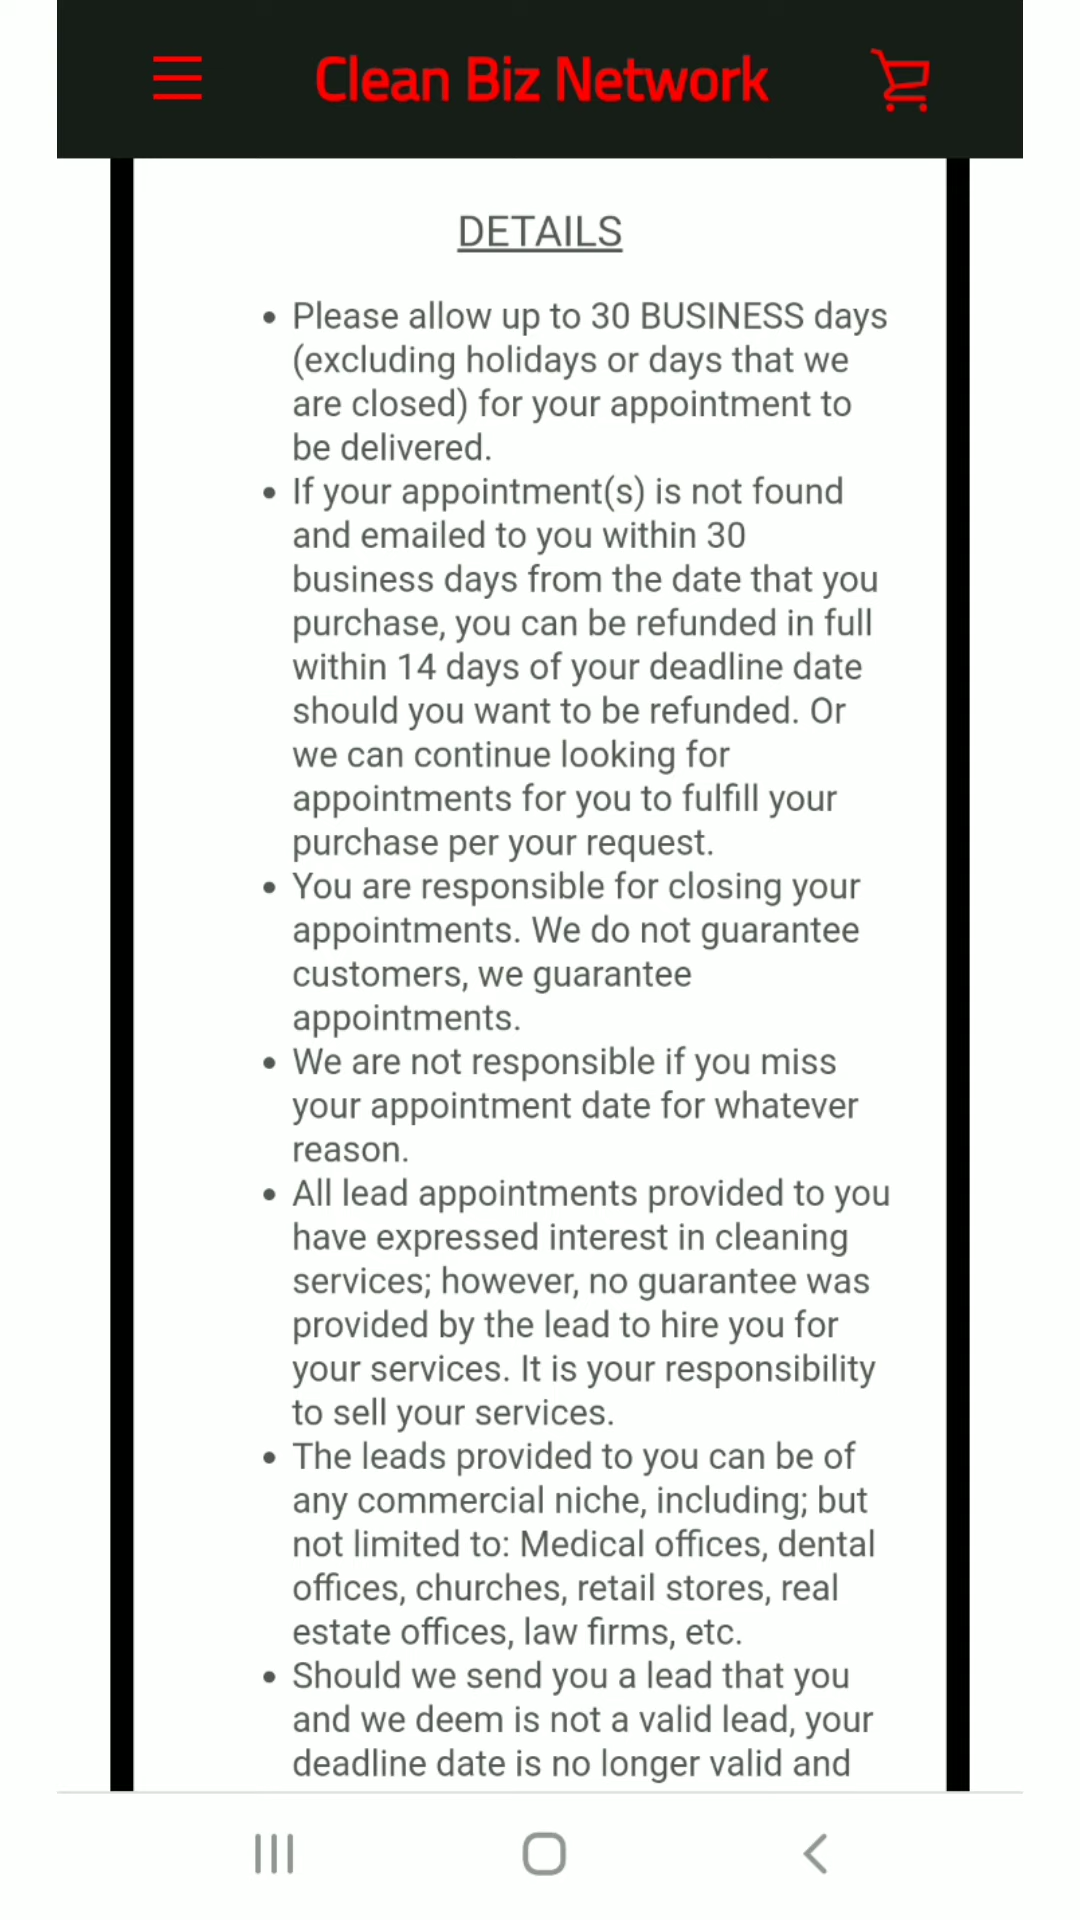 Clean Biz Network
DETAILS
• Please allow up to 30 BUSINESS days
(excluding holidays or days that we
are closed) for your appointment to
be delivered.
• If your appointment(s) is not found
and emailed to you within 30
business days from the date that you
purchase, you can be refunded in full
within 14 days of your deadline date
should you want to be refunded. Or
we can continue looking for
appointments for you to fulfill your
purchase per your request.
• You are responsible for closing your
appointments. We do not guarantee
customers, we guarantee
appointments.
• We are not responsible if you miss
your appointment date for whatever
reason.
• All lead appointments provided to you
have expressed interest in cleaning
services; however, no guarantee was
provided by the lead to hire you for
your services. It is your responsibility
to sell your services.
• The leads provided to you can be of
any commercial niche, including; but
not limited to: Medical offices, dental
offices, churches, retail stores, real
estate offices, law firms, etc.
• Should we send you a lead that you
and we deem is not a valid lead, your
deadline date is no longer valid and